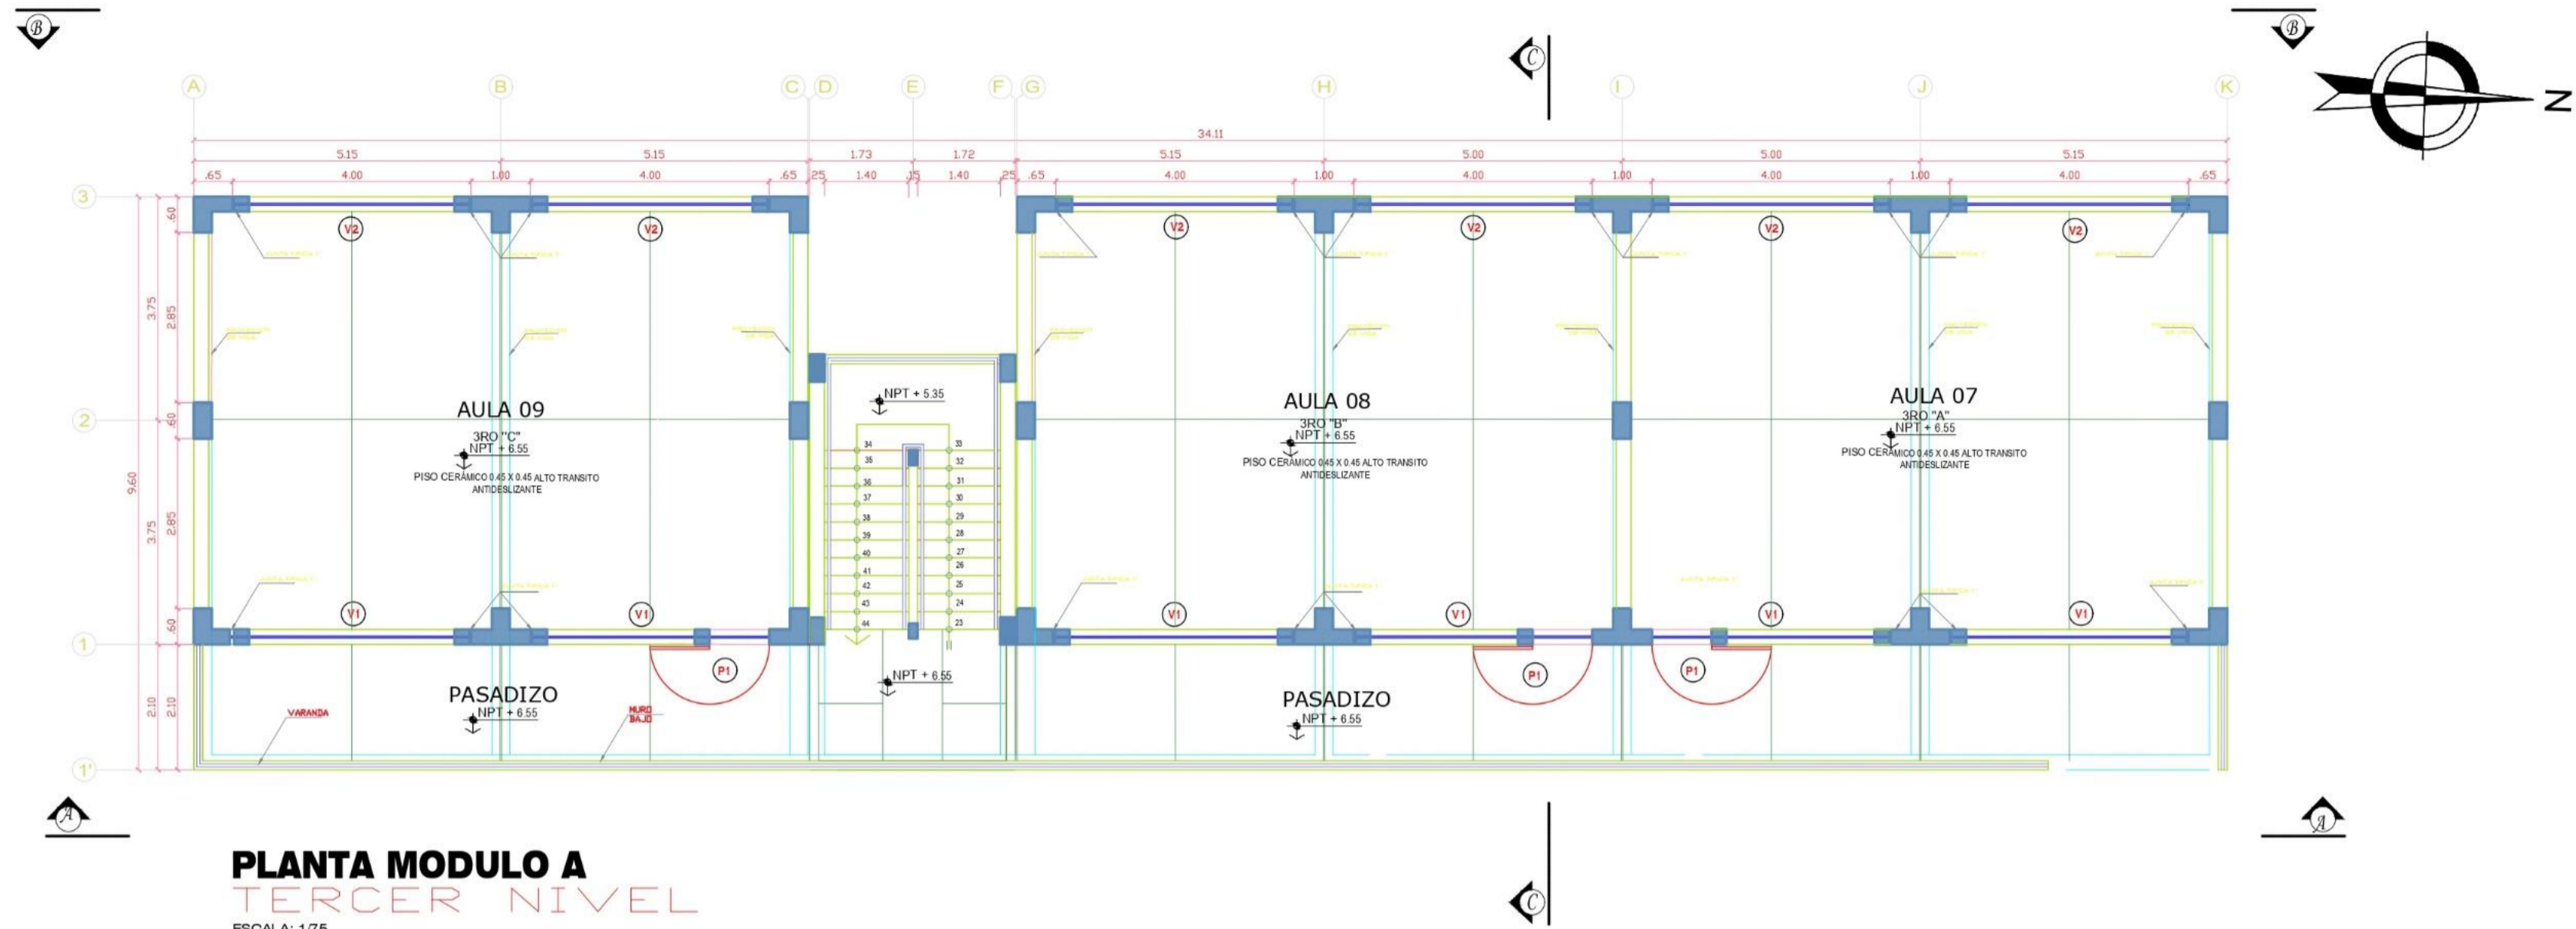 B
B
C
N
A
B
C
D
E
F
G
H
I
J
K
34.11
5.15
5.15
1.73
1.72
5.15
5.00
5.00
5.15
.65
4.00
1.00
4.00
.65
.25
1.40
.15
1.40
.25
.65
4.00
1.00
4.00
1.00
4.00
1.00
4.00
.65
3
2
1
1'
9.60
3.75
3.75
2.10
.60
2.85
.60
2.85
.60
2.10
V2
V2
V2
V2
V2
V2
AULA 09
3RO "C"
NPT + 6.55
PISO CERÁMICO 0.45 X 0.45 ALTO TRANSITO
ANTIDESLIZANTE
NPT + 5.35
34
35
36
37
38
39
40
41
42
43
44
33
32
31
30
29
28
27
26
25
24
23
AULA 08
3RO "B"
NPT + 6.55
PISO CERÁMICO 0.45 X 0.45 ALTO TRANSITO
ANTIDESLIZANTE
AULA 07
3RO "A"
NPT + 6.55
PISO CERÁMICO 0.45 X 0.45 ALTO TRANSITO
ANTIDESLIZANTE
V1
V1
V1
V1
V1
V1
P1
P1
P1
PASADIZO
NPT + 6.55
NPT + 6.55
PASADIZO
NPT + 6.55
VARANDA
MURO
BAJO
A
A
C
PLANTA MODULO A
TERCER NIVEL
ESCALA: 1/75